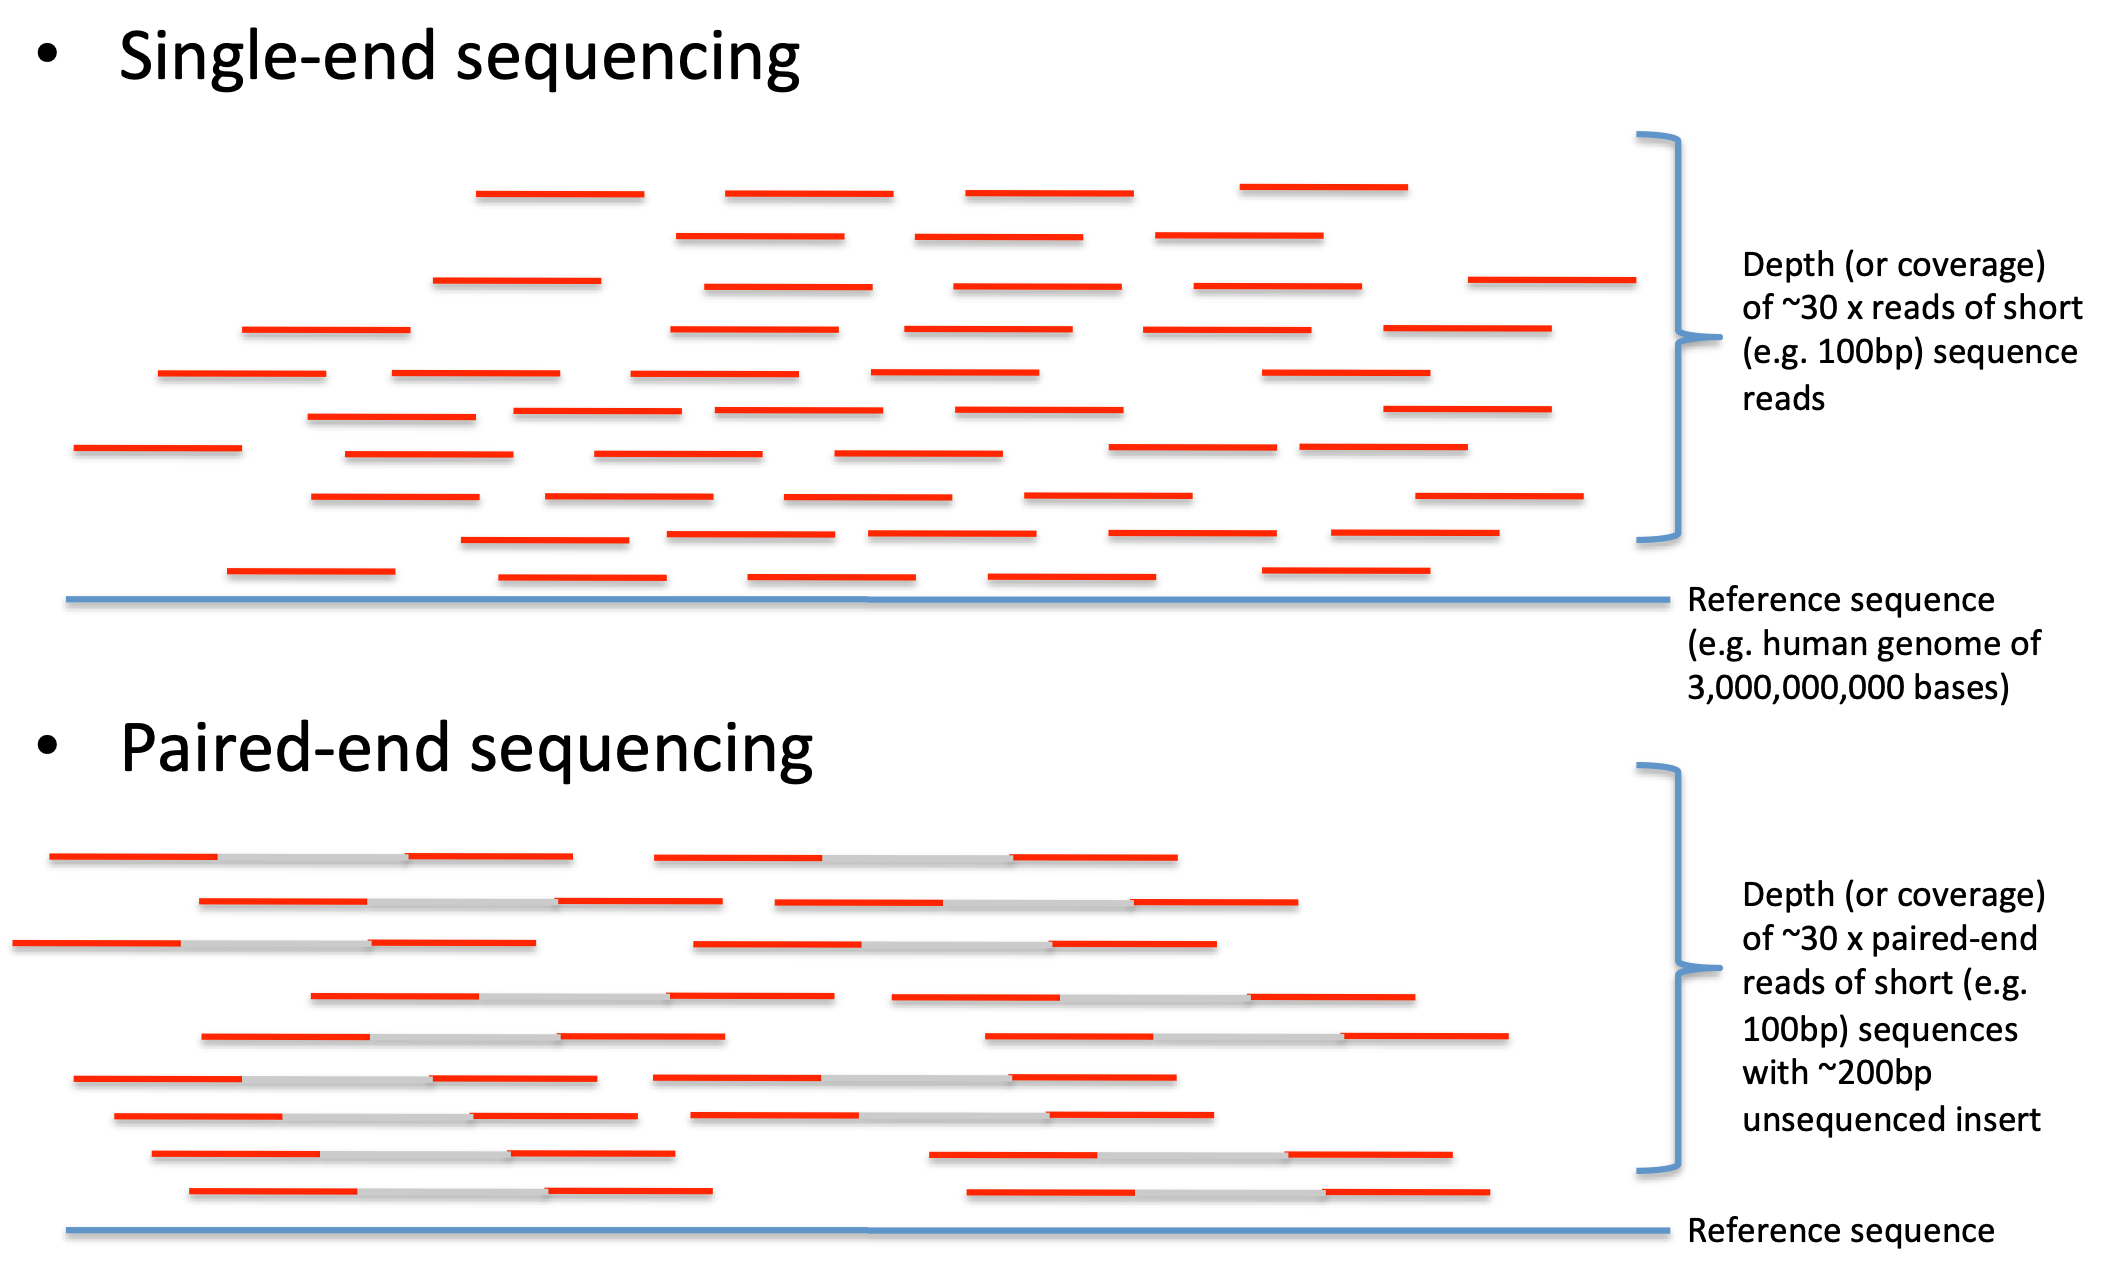 • Single-end sequencing
Depth (or coverage)
of ~30 x reads of short
(e.g. 100bp) sequence
reads
Reference sequence
(e.g. human genome of
3,000,000,000 bases)
• Paired-end sequencing
Depth (or coverage)
of ~30 x paired-end
reads of short (e.g.
100bp) sequences
with ~200bp
unsequenced insert
Reference sequence